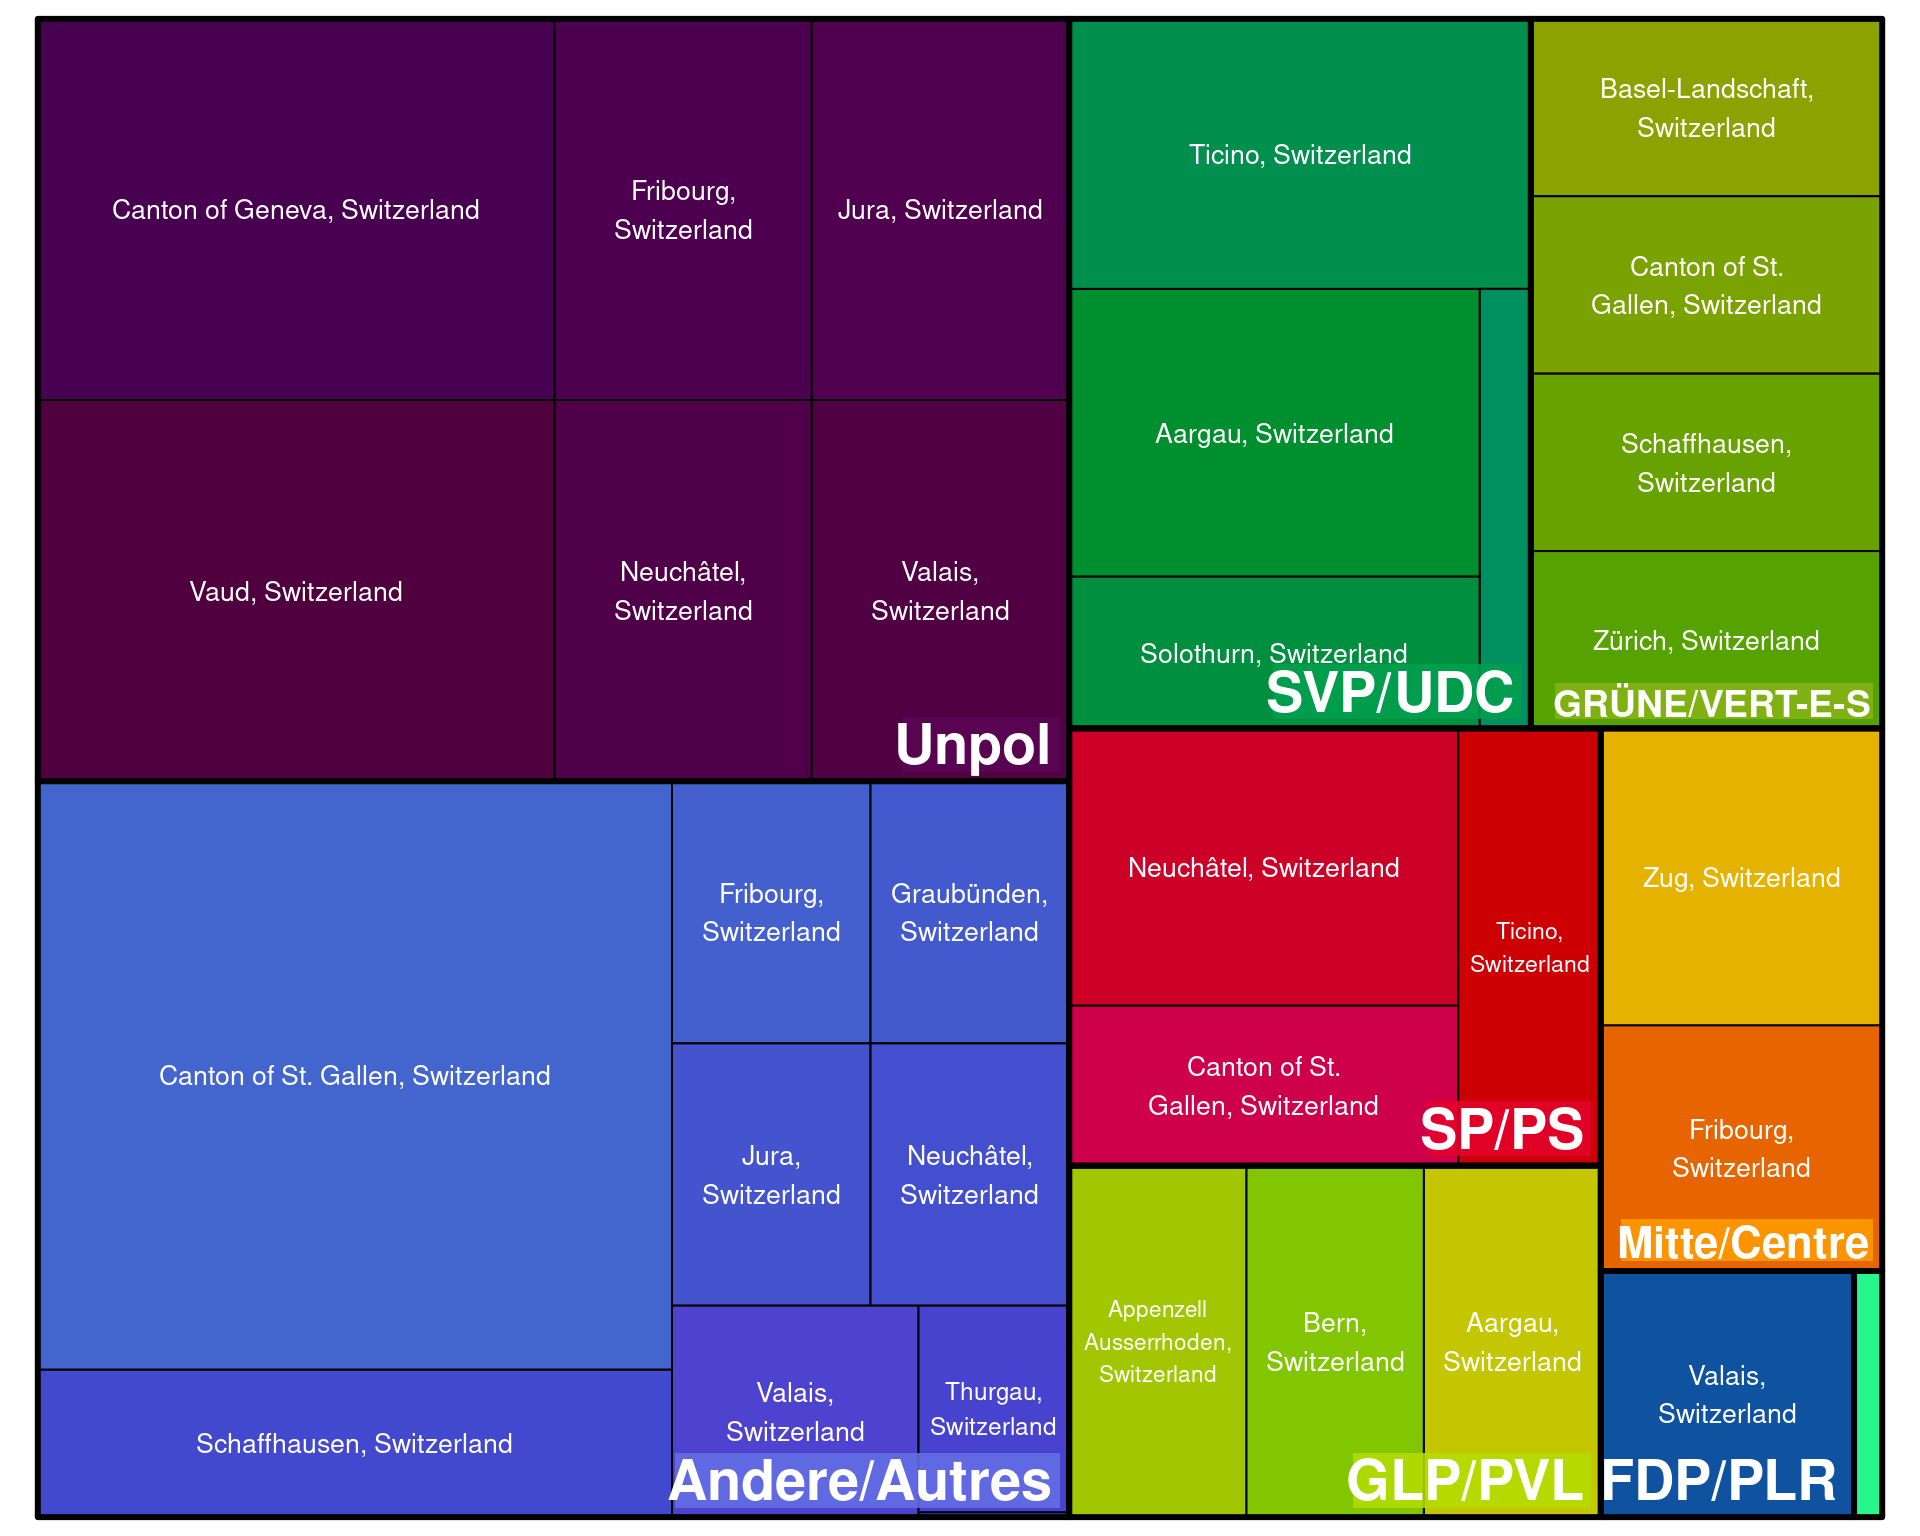 Canton of Geneva, Switzerland
Fribourg,
Switzerland
Jura, Switzerland
Vaud, Switzerland
Neuchâtel,
Switzerland
Valais,
Switzerland
Unpol
Canton of St. Gallen, Switzerland
Fribourg,
Switzerland
Graubünden,
Switzerland
Jura,
Switzerland
Neuchâtel,
Switzerland
Schaffhausen, Switzerland
Valais,
Switzerland
Thurgau,
Switzerland
Andere/Autres
Ticino, Switzerland
Aargau, Switzerland
Solothurn, Switzerland
SVP/UDC
Basel-Landschaft,
Switzerland
Canton of St.
Gallen, Switzerland
Schaffhausen,
Switzerland
Zürich, Switzerland
GRÜNE/VERT-E-S
Neuchâtel, Switzerland
Ticino,
Switzerland
Canton of St.
Gallen, Switzerland
SP/PS
Zug, Switzerland
Fribourg,
Switzerland
Mitte/Centre
Appenzell
Ausserrhoden,
Switzerland
Bern,
Switzerland
Aargau,
Switzerland
GLP/PVL
Valais,
Switzerland
FDP/PLR